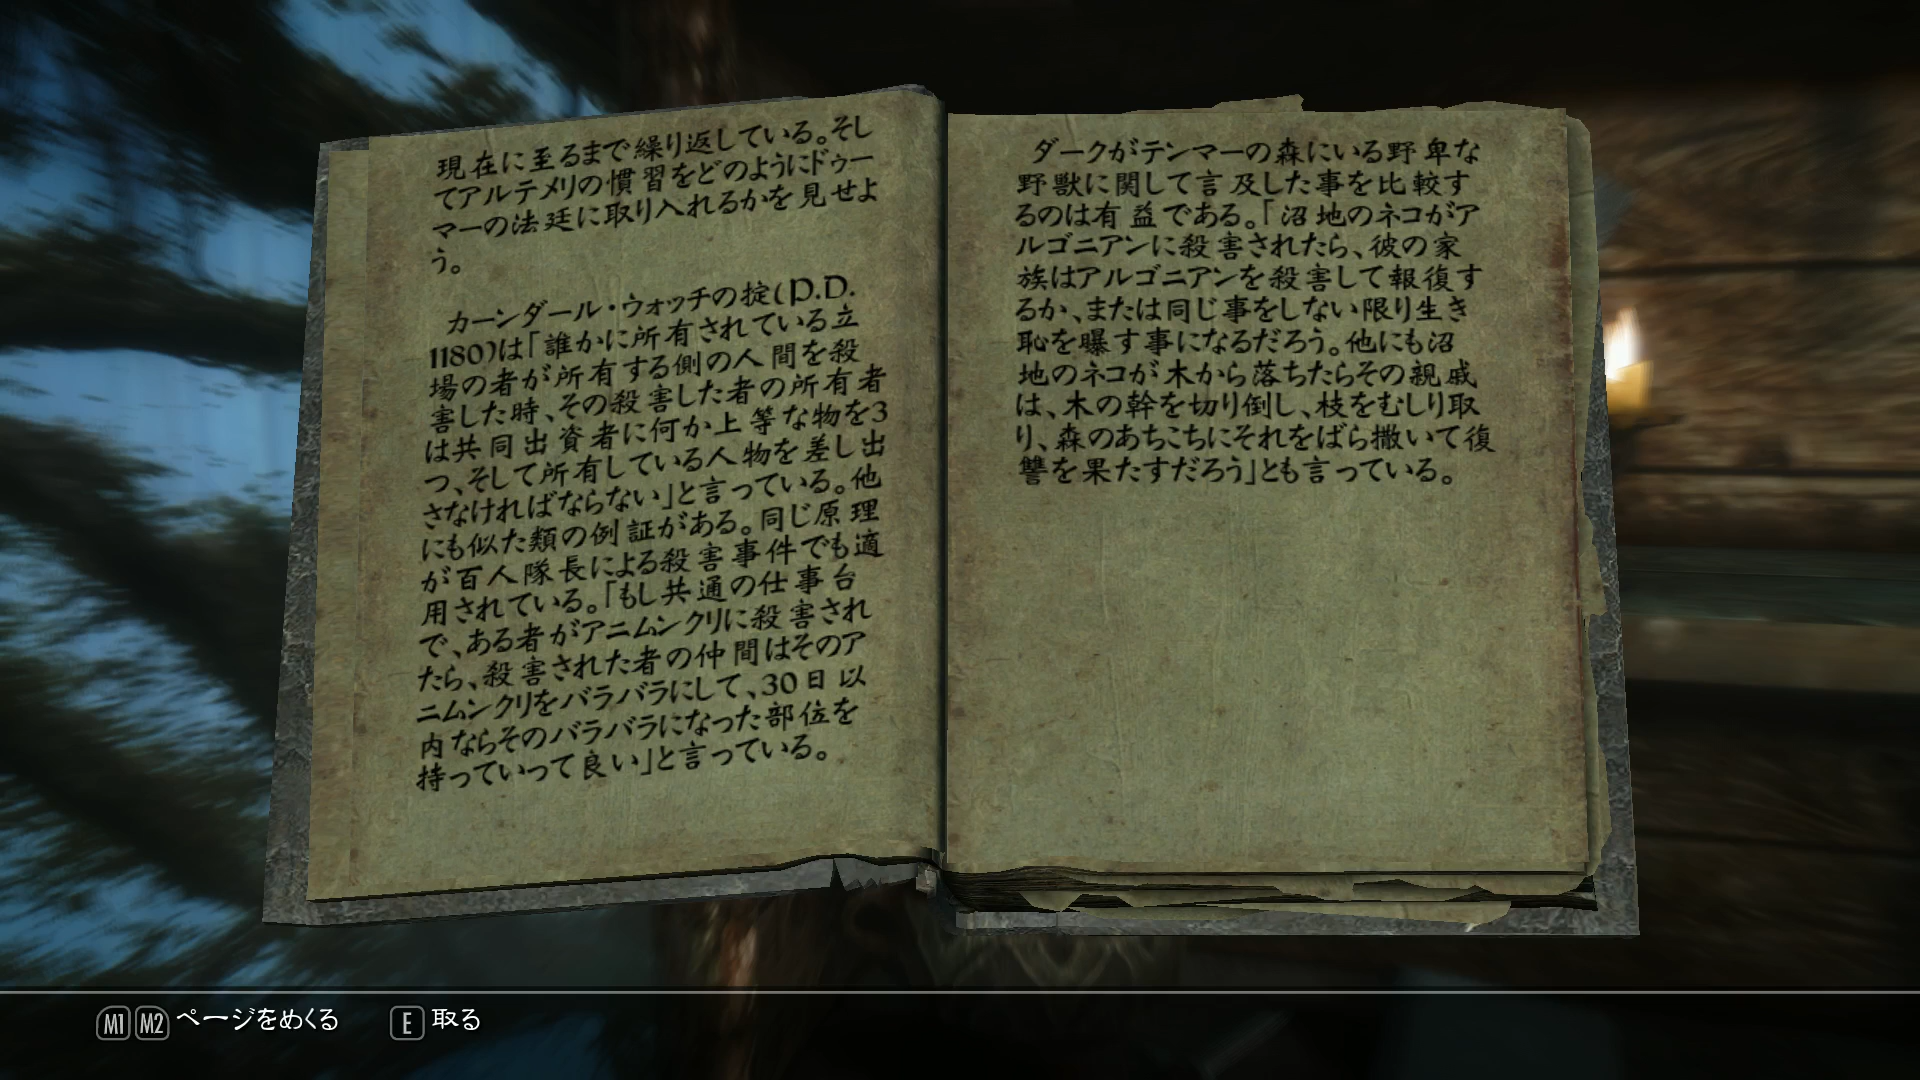 現在に至るまで繰り返している。そし
てアルテメリの慣習をどのようにドゥー
マーの法廷に取り入れるかを見せよ
う。
カーンダール・ウォッチの掟(P.D.
1180)は「誰かに所有されている立
場の者が所有する側の人間を殺
害した時、その殺害した者の所有者
は共同出資者に何か上等な物を3
つ、そして所有している人物を差し出
さなければならない」と言っている。他
にも似た類の例証がある。同じ原理
が百人隊長による殺害事件でも適
用されている。「もし共通の仕事台
で、ある者がアニムンクリに殺害され
たら、殺害された者の仲間はそのア
ニムンクリをバラバラにして、30日以
内ならそのバラバラになった部位を
持っていって良い」と言っている。
ダークがテンマーの森にいる野卑な
野獣に関して言及した事を比較す
るのは有益である。「沼地のネコがア
ルゴニアンに殺害されたら、彼の家
族はアルゴニアンを殺害して報復す
るか、または同じ事をしない限り生き
恥を曝す事になるだろう。他にも沼
地のネコが木から落ちたらその親戚
は、木の幹を切り倒し、枝をむしり取
り、森のあちこちにそれをばら撒いて復
讐を果たすだろう」とも言っている。
M1 M2 ページをめくる E 取る